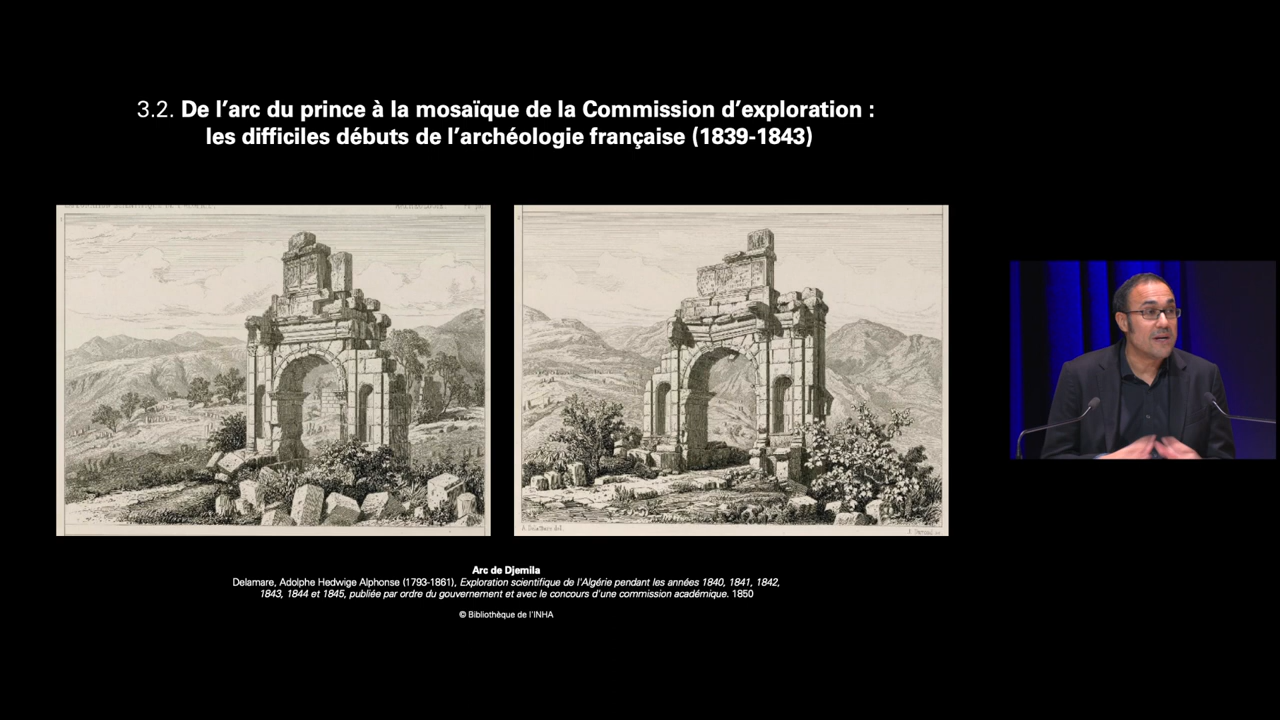 3.2. De l'arc du prince à la mosaïque de la Commission d'exploration :
les difficiles débuts de l'archéologie française (1839-1843)
Arc de Djemila
Delamare, Adolphe Hedwige Alphonse (1793-1861), Exploration scientifique de l'Algérie pendant les années 1840, 1841, 1842,
1843, 1844 et 1845, publiée par ordre du gouvernement et avec le concours d'une commission académique. 1850
© Bibliothèque de l'INHA